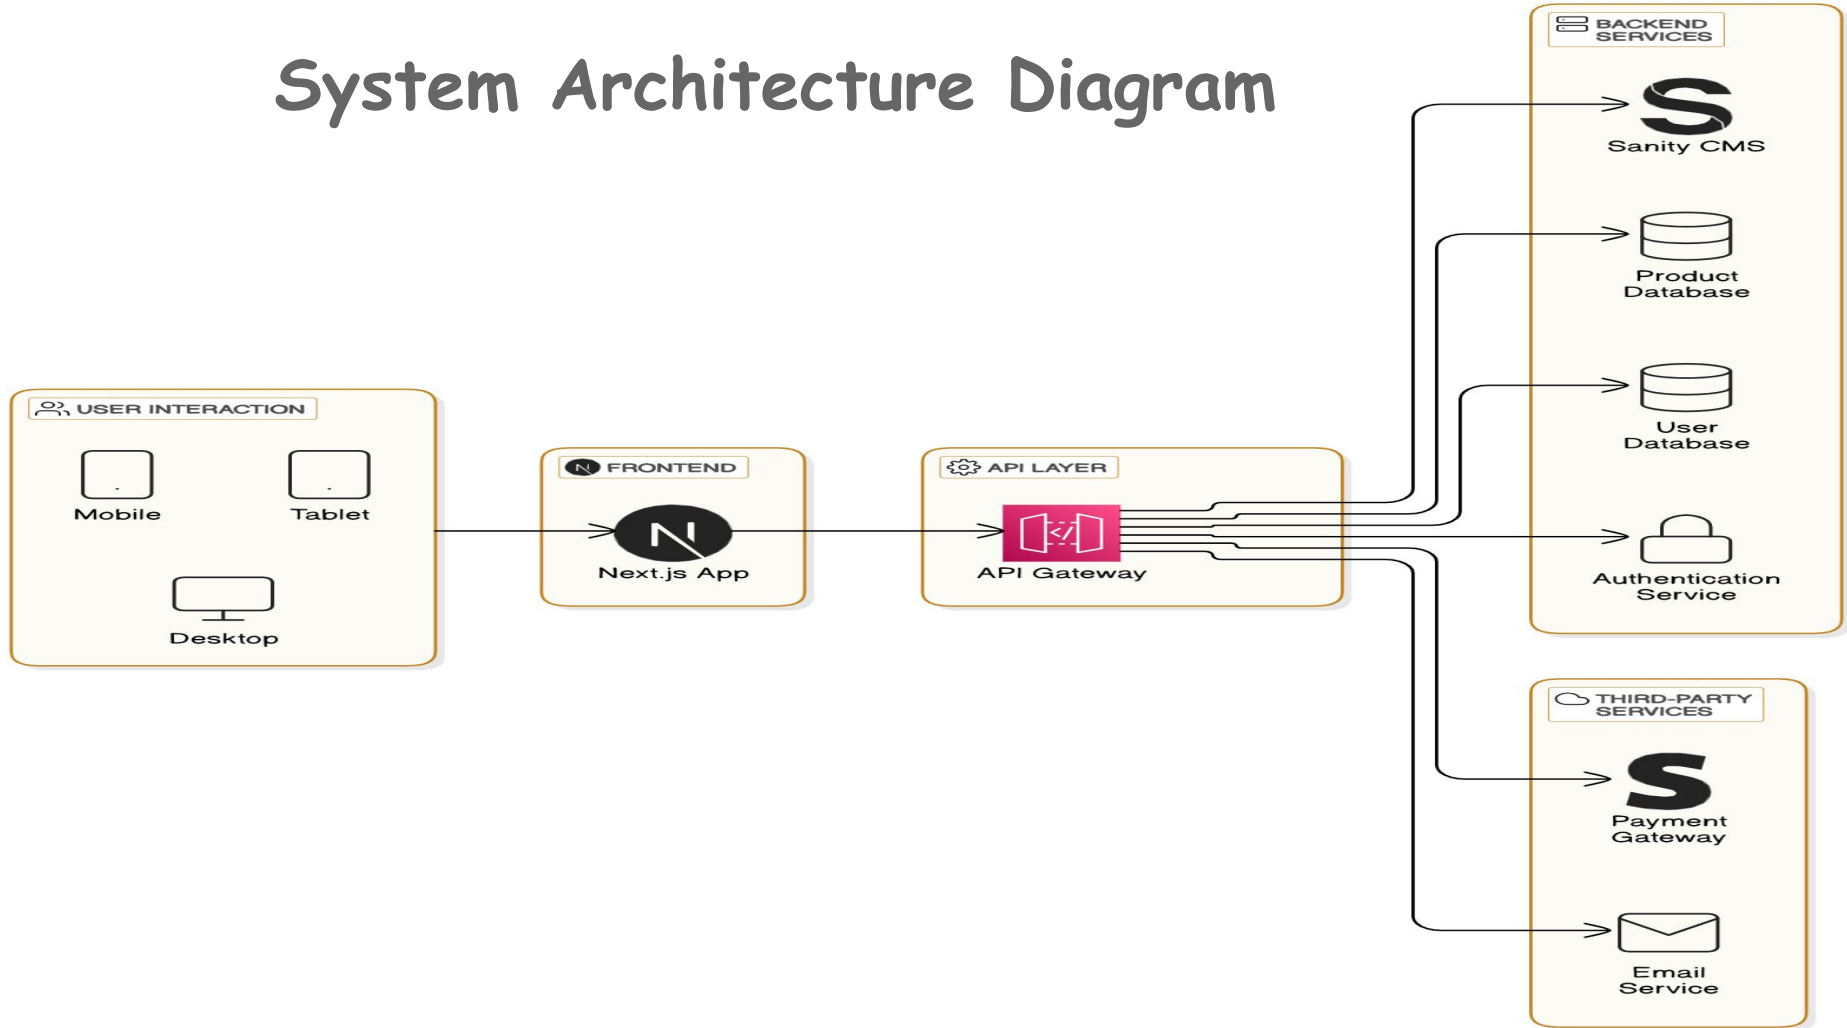 System Architecture Diagram
BACKEND
SERVICES
Sanity CMS
Product
Database
User
Database
Authentication
Service
USER INTERACTION
Mobile
Tablet
Desktop
FRONTEND
Next.js App
API LAYER
</>
API Gateway
THIRD-PARTY
SERVICES
Payment
Gateway
Email
Service